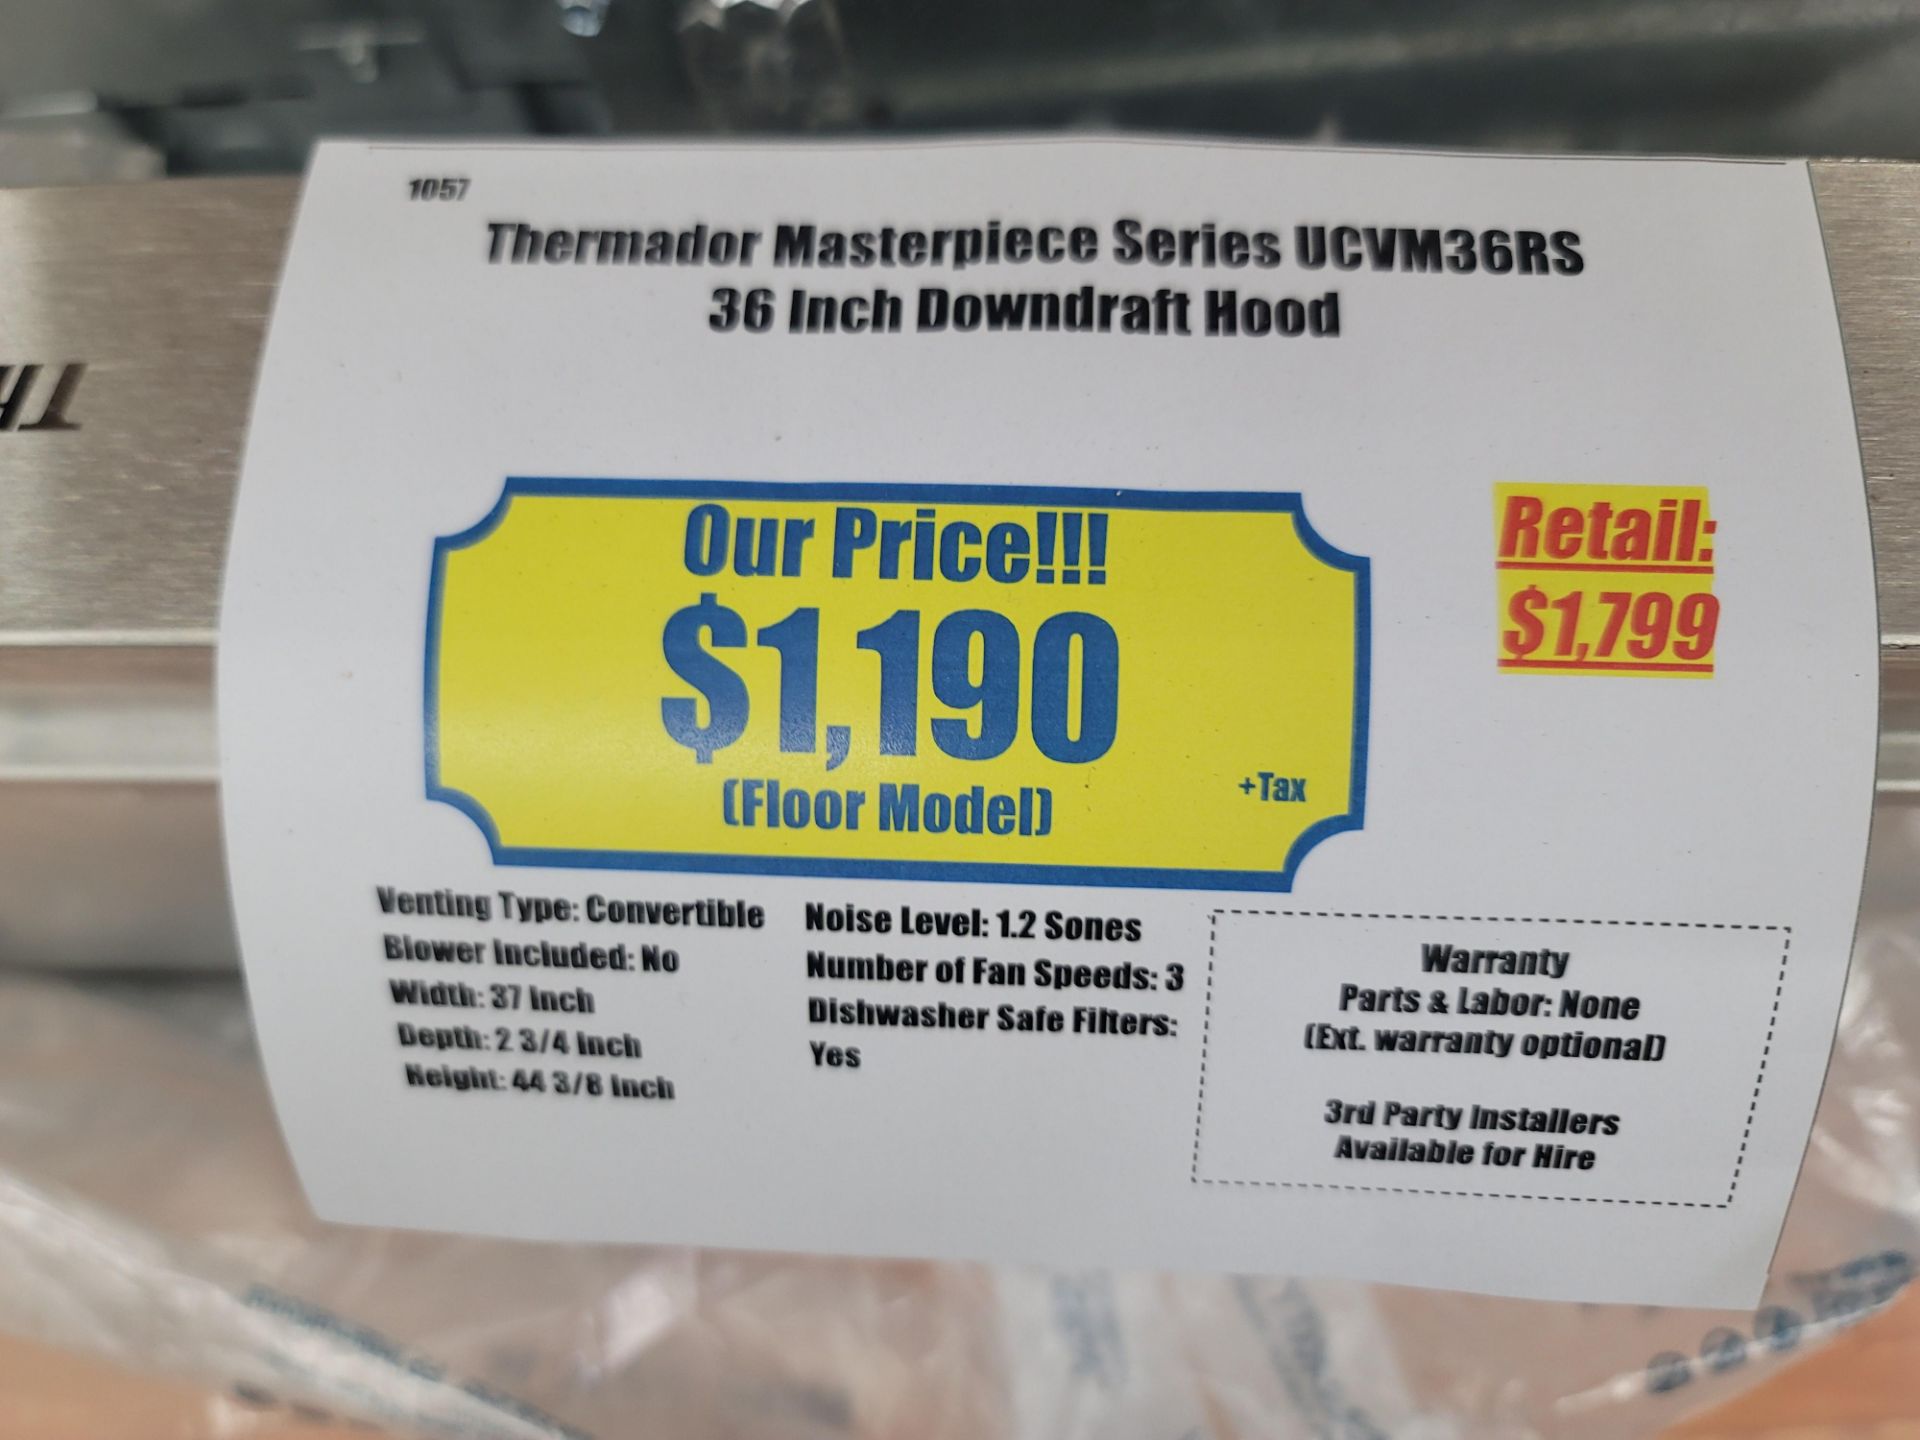 1057
Thermador Masterpiece Series UCVM36RS
36 Inch Downdraft Hood
Our Price!!!
$1,190
(Floor Model)
+Tax
Retail:
$1,799
Venting Type: Convertible
Blower Included: No
Width: 37 Inch
Depth: 2 3/4 Inch
Height: 44 3/8 Inch
Noise Level: 1.2 Sones
Number of Fan Speeds: 3
Dishwasher Safe Filters:
Yes
Warranty
Parts & Labor: None
(Ext. warranty optional)
3rd Party Installers
Available for Hire